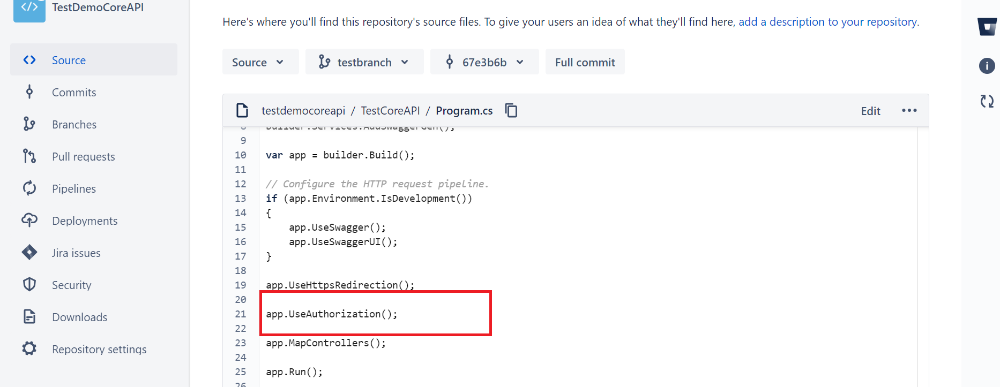 TestDemoCoreAPI
Source
Commits
Branches
Pull requests
Pipelines
Deployments
Jira issues
Security
Downloads
Repository settings
Here's where you'll find this repository's source files. To give your users an idea of what they'll find here, add a description to your repository.
Source testbranch 67e3b6b Full commit
testdemocoreapi / TestCoreAPI / Program.cs Edit
8 builder.Services.AddSwaggerGen();
9
10 var app = builder.Build();
11
12 // Configure the HTTP request pipeline.
13 if (app.Environment.IsDevelopment())
14 {
15 app.UseSwagger();
16 app.UseSwaggerUI();
17 }
18
19 app.UseHttpsRedirection();
20
21 app.UseAuthorization();
22
23 app.MapControllers();
24
25 app.Run();
26